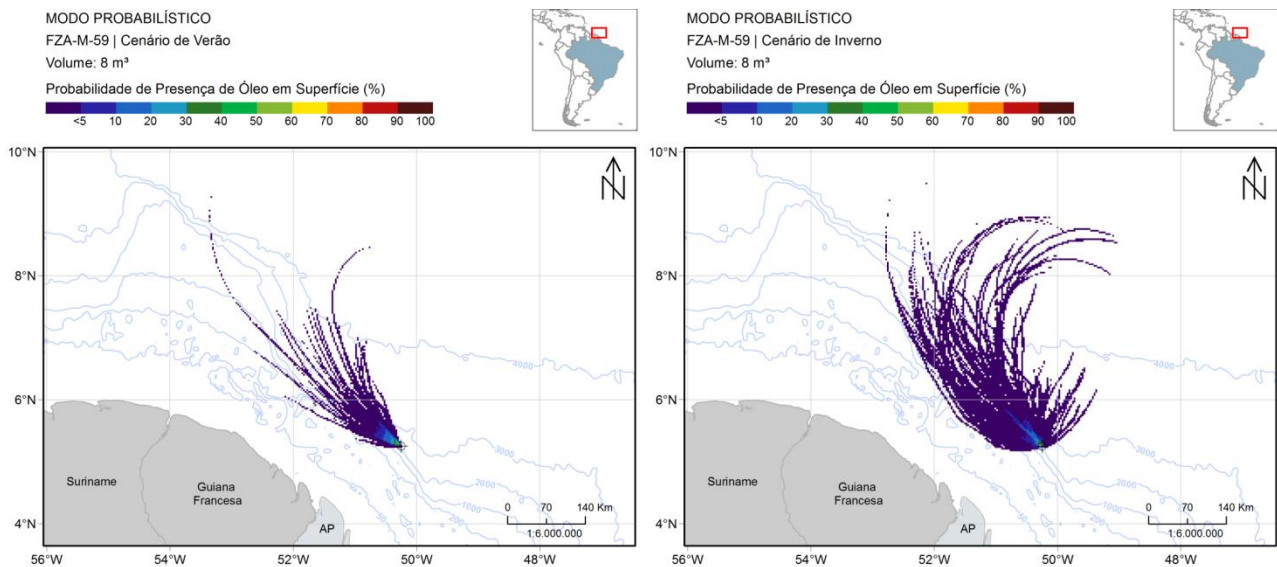 MODO PROBABILÍSTICO
FZA-M-59 | Cenário de Verão
Volume: 8 m³
Probabilidade de Presença de Óleo em Superfície (%)
<5 10 20 30 40 50 60 70 80 90 100
10°N
8°N
6°N
4°N
56°W 54°W 52°W 50°W 48°W
N
4000
3000
2000
1000
100
Suriname
Guiana
Francesa
AP
0 70 140 Km
1:6.000.000
MODO PROBABILÍSTICO
FZA-M-59 | Cenário de Inverno
Volume: 8 m³
Probabilidade de Presença de Óleo em Superfície (%)
<5 10 20 30 40 50 60 70 80 90 100
10°N
8°N
6°N
4°N
56°W 54°W 52°W 50°W 48°W
N
4000
3000
2000
1000
100
Suriname
Guiana
Francesa
AP
0 70 140 Km
1:6.000.000